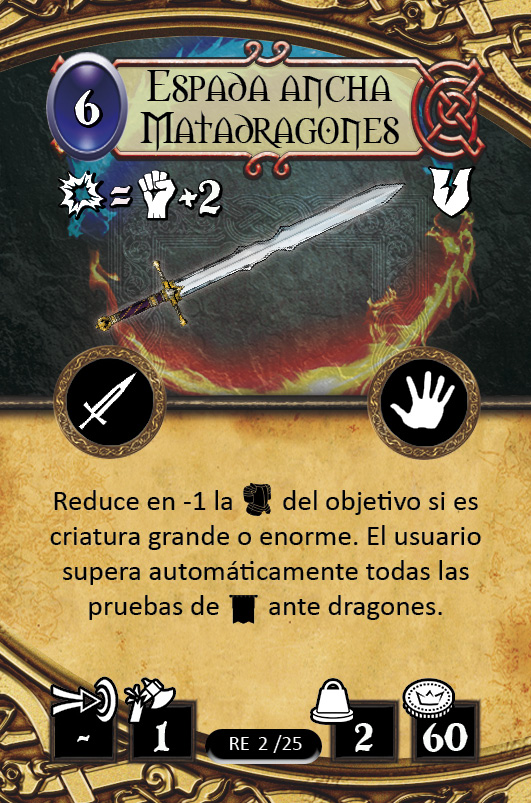 6
Espada ancha
Matadragones
= +2
Reduce en -1 la del objetivo si es
criatura grande o enorme. El usuario
supera automáticamente todas las
pruebas de ante dragones.
- 1 RE 2 /25 2 60